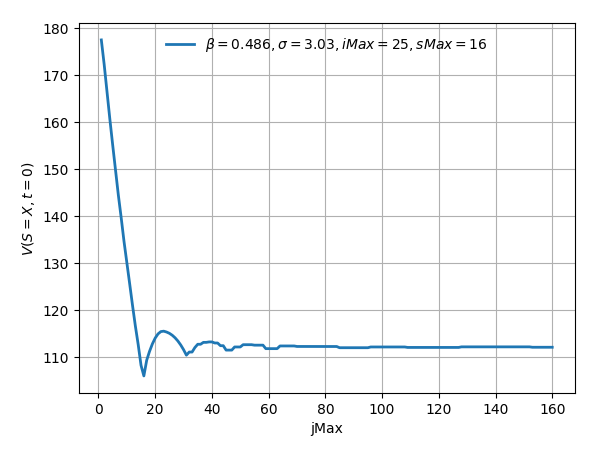 180
170
160
150
140
130
120
110
V(S = X, t = 0)
β = 0.486, σ = 3.03, iMax = 25, sMax = 16
0 20 40 60 80 100 120 140 160
jMax